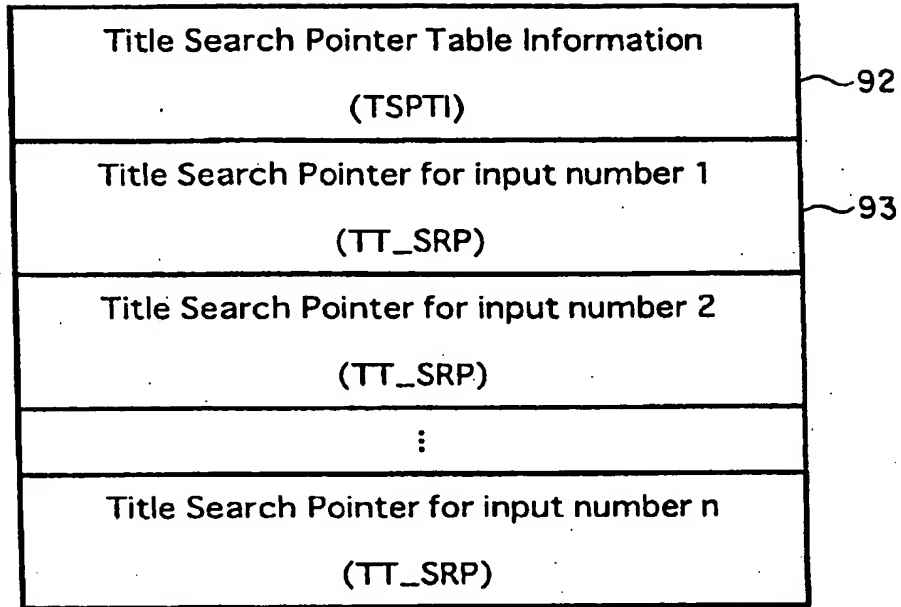 Title Search Pointer Table Information
(TSPTI)
92
Title Search Pointer for input number 1
(TT_SRP)
93
Title Search Pointer for input number 2
(TT_SRP)
⋮
Title Search Pointer for input number n
(TT_SRP)